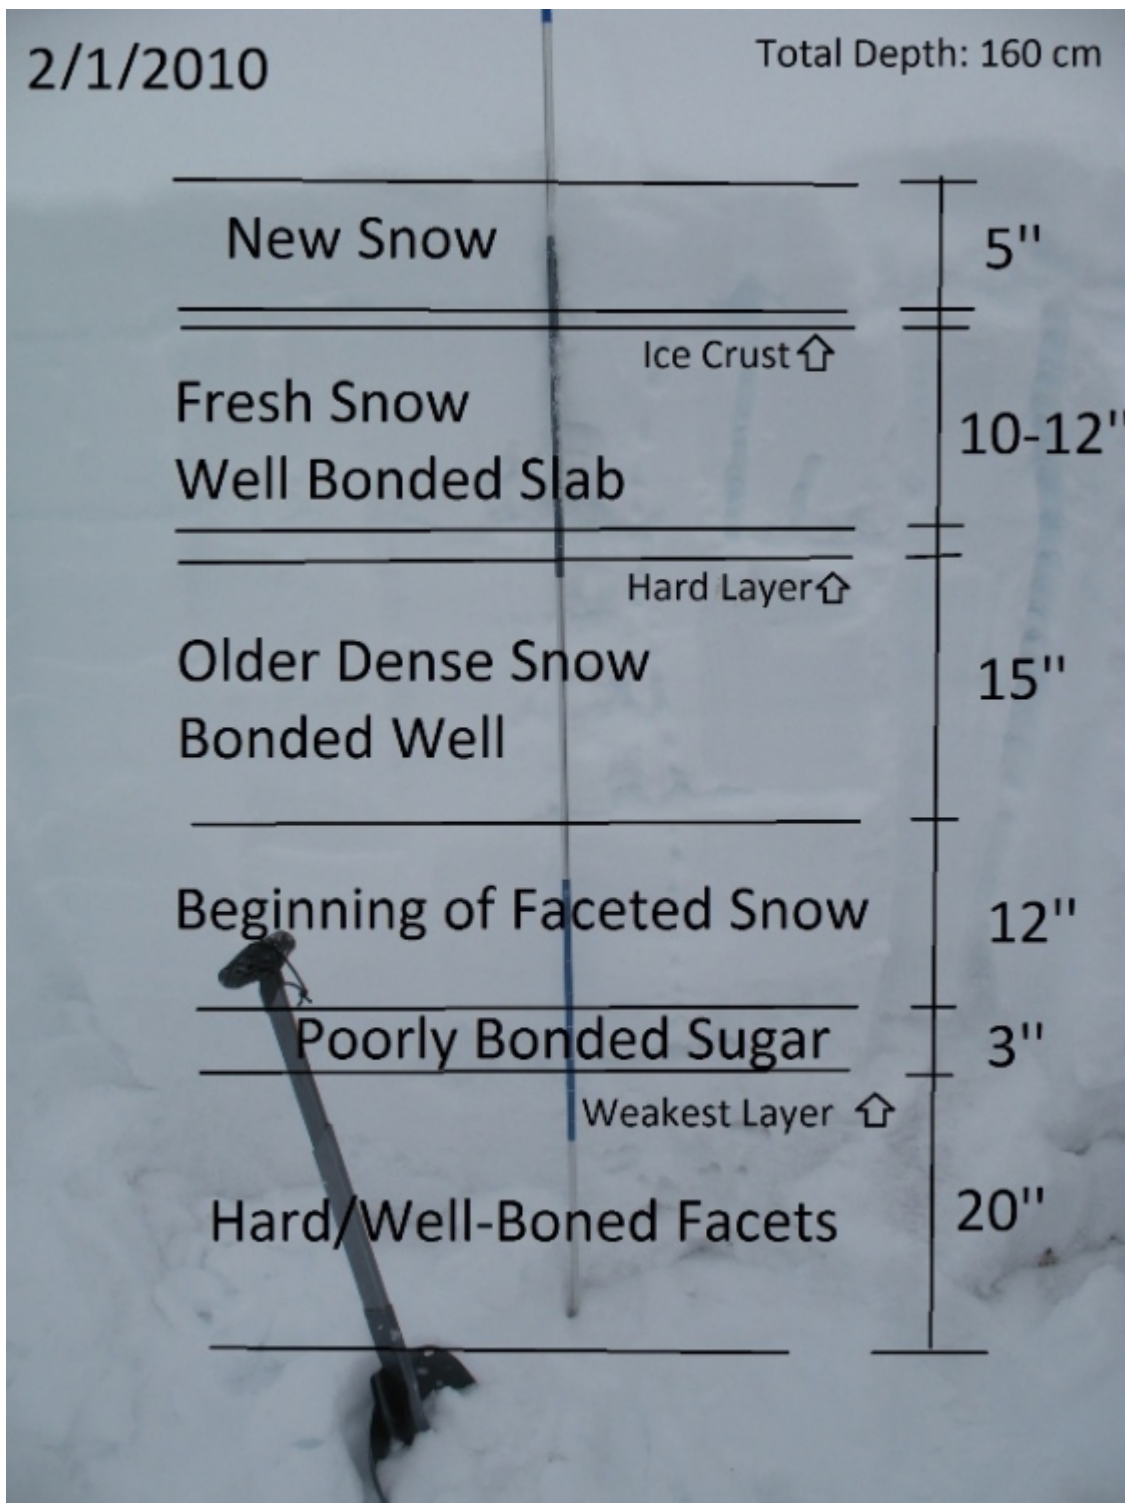 2/1/2010
Total Depth: 160 cm
New Snow
5"
Ice Crust
Fresh Snow
Well Bonded Slab
10-12"
Hard Layer
Older Dense Snow
Bonded Well
15"
Beginning of Faceted Snow
12"
Poorly Bonded Sugar
3"
Weakest Layer
Hard/Well-Boned Facets
20"